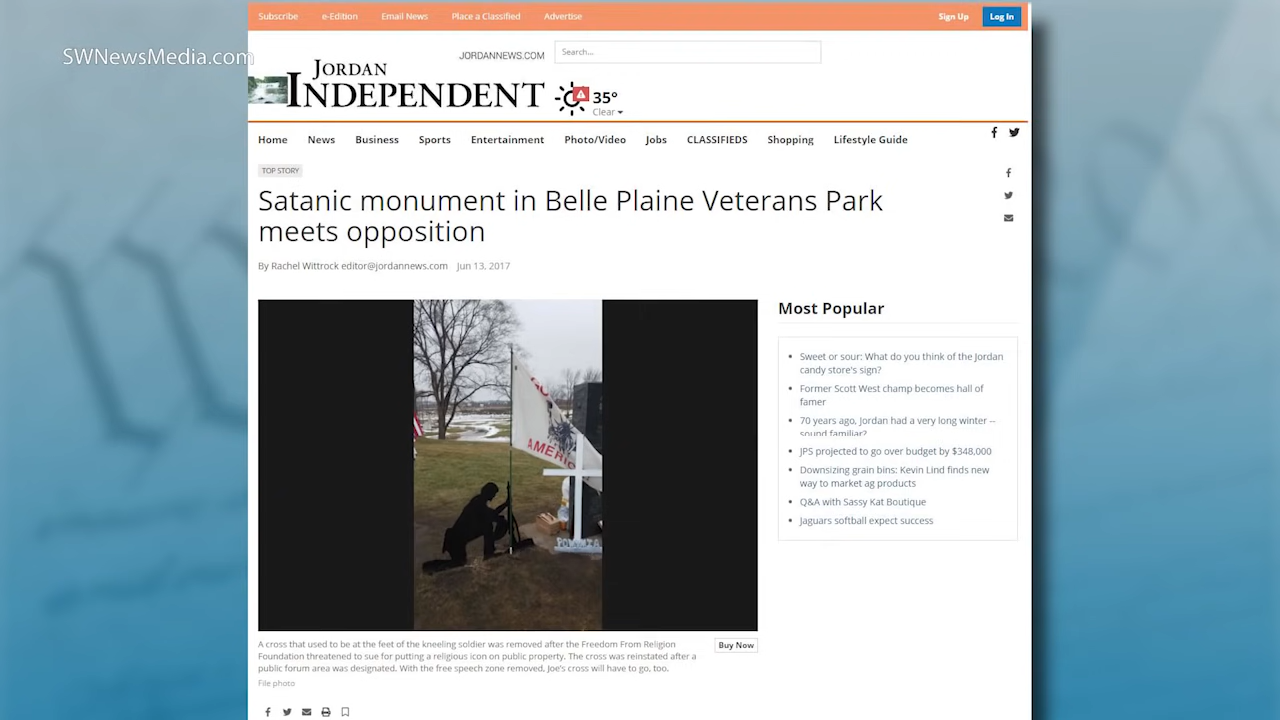 Subscribe e-Edition Email News Place a Classified Advertise Sign Up Log In
SWNewsMedia.com
JORDANNEWS.COM Search...
JORDAN
INDEPENDENT
35°
Clear
Home News Business Sports Entertainment Photo/Video Jobs CLASSIFIEDS Shopping Lifestyle Guide
TOP STORY
Satanic monument in Belle Plaine Veterans Park
meets opposition
By Rachel Wittrock editor@jordannews.com Jun 13, 2017
AMERIC
Most Popular
Sweet or sour: What do you think of the Jordan
candy store's sign?
Former Scott West champ becomes hall of
famer
70 years ago, Jordan had a very long winter --
sound familiar?
JPS projected to go over budget by $348,000
Downsizing grain bins: Kevin Lind finds new
way to market ag products
Q&A with Sassy Kat Boutique
Jaguars softball expect success
A cross that used to be at the feet of the kneeling soldier was removed after the Freedom From Religion
Foundation threatened to sue for putting a religious icon on public property. The cross was reinstated after a
public forum area was designated. With the free speech zone removed, Joe's cross will have to go, too.
Buy Now
File photo